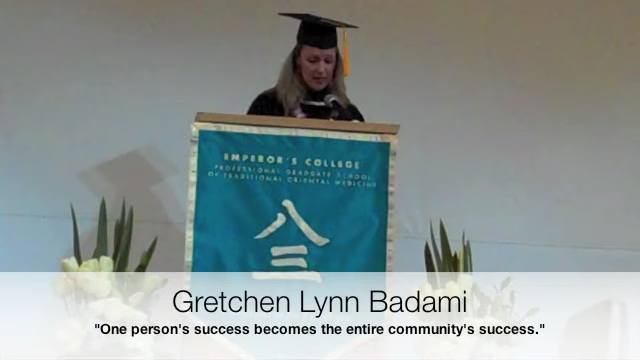 EMPEROR'S COLLEGE
PROFESSIONAL GRADUATE SCHOOL
OF TRADITIONAL ORIENTAL MEDICINE
Gretchen Lynn Badami
"One person's success becomes the entire community's success."